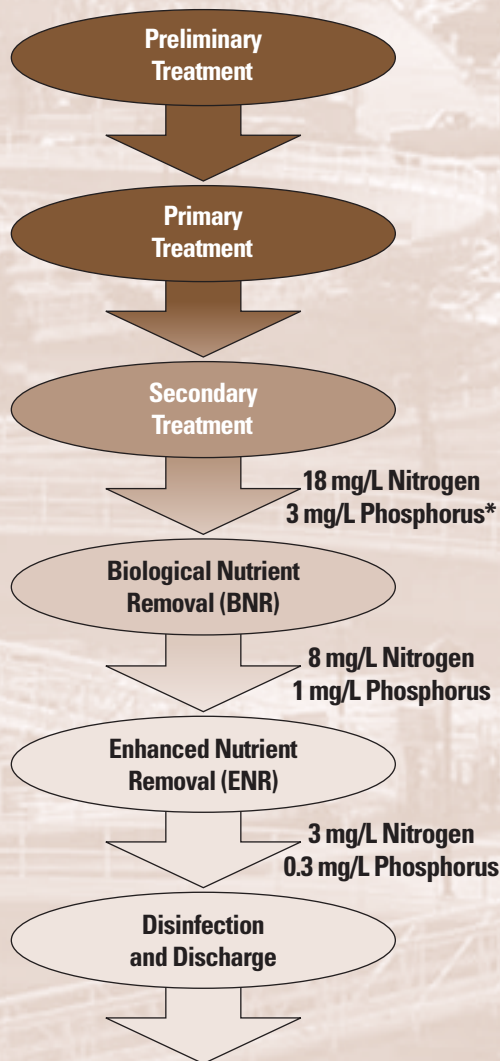 Preliminary
Treatment
Primary
Treatment
Secondary
Treatment
18 mg/L Nitrogen
3 mg/L Phosphorus*
Biological Nutrient
Removal (BNR)
8 mg/L Nitrogen
1 mg/L Phosphorus
Enhanced Nutrient
Removal (ENR)
3 mg/L Nitrogen
0.3 mg/L Phosphorus
Disinfection
and Discharge